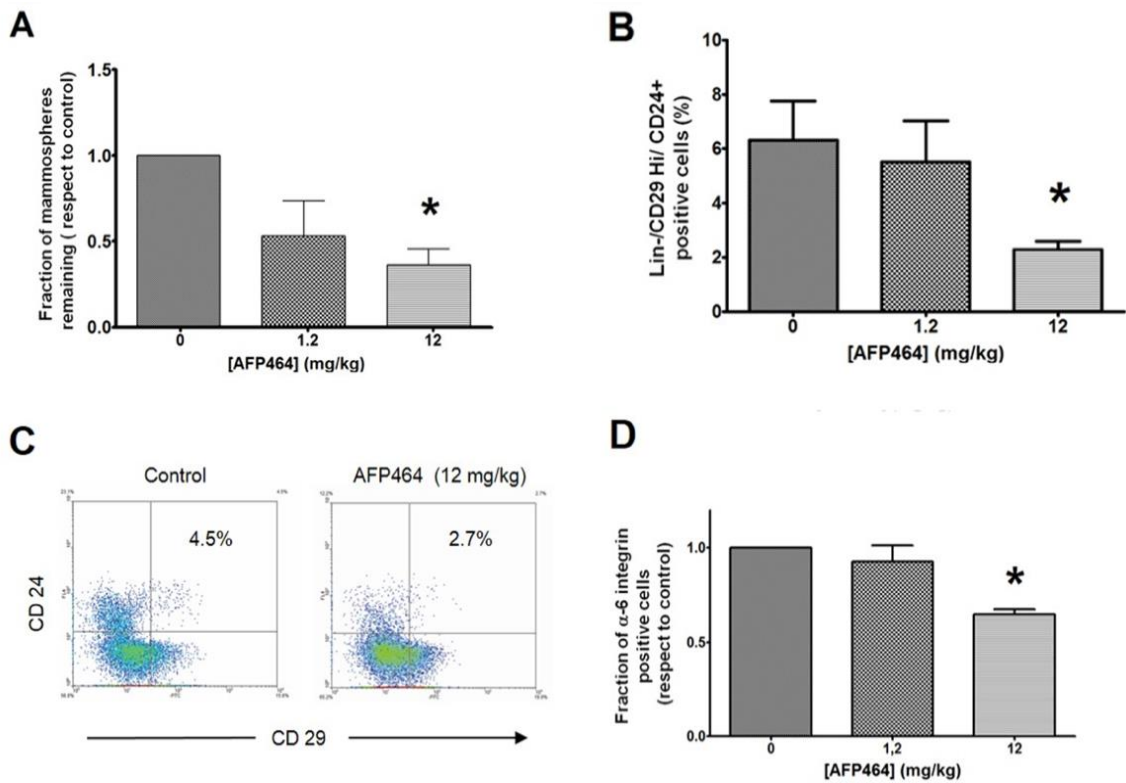 A
Fraction of mammospheres
remaining ( respect to control)
1.5
1.0
0.5
0.0
0
1.2
12
*
[AFP464] (mg/kg)
B
Lin-/CD29 Hi/ CD24+
positive cells (%)
10
8
6
4
2
0
0
1.2
12
*
[AFP464] (mg/kg)
C
Control
AFP464 (12 mg/kg)
4.5%
2.7%
CD 24
CD 29
D
Fraction of α-6 integrin
positive cells
(respect to control)
1.0
0.5
0.0
0
1,2
12
*
[AFP464] (mg/kg)